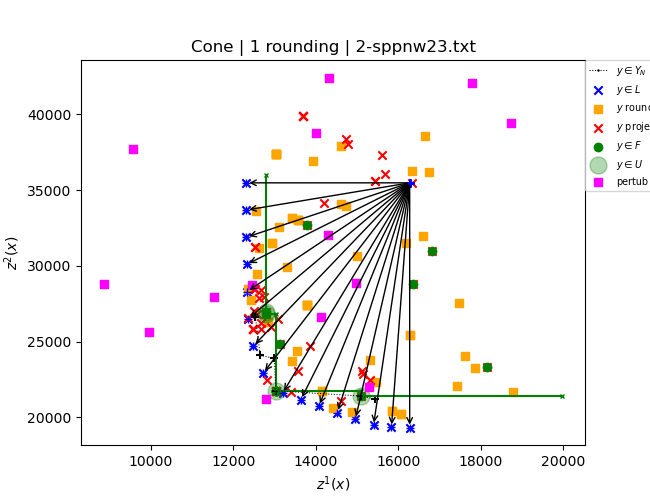 Cone | 1 rounding | 2-sppnw23.txt
z²(x)
40000
35000
30000
25000
20000
10000 12000 14000 16000 18000 20000
z¹(x)
y ∈ Y_N
y ∈ L
y roun
y proje
y ∈ F
y ∈ U
pertub